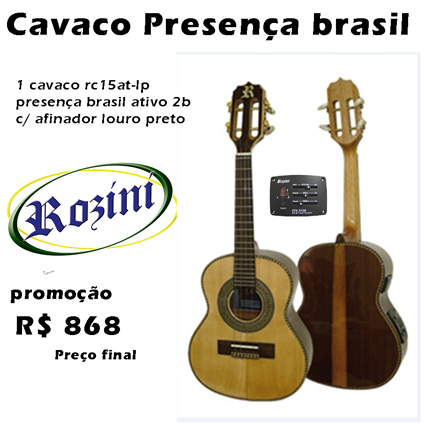 Cavaco Presença brasil
1 cavaco rc15at-lp
presença brasil ativo 2b
c/ afinador louro preto
Rozini
Rozini
R
promoção
R$ 868
Preço final